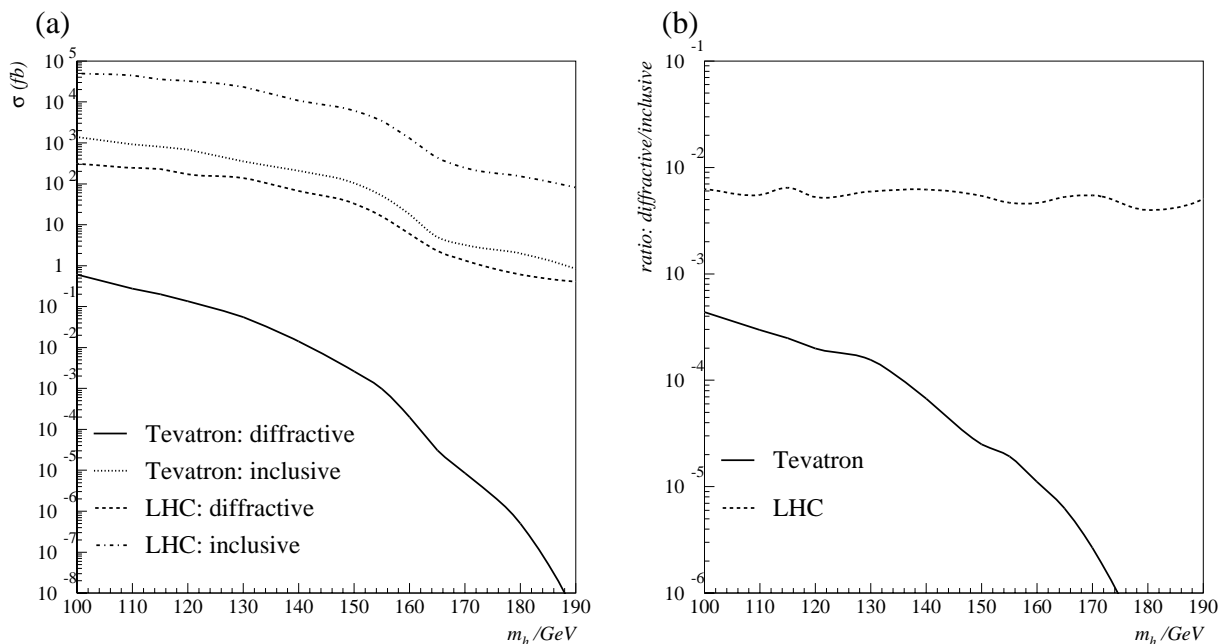 (a)
σ (fb)
10 5
10 4
10 3
10 2
10
1
10 -1
10 -2
10 -3
10 -4
10 -5
10 -6
10 -7
10 -8
Tevatron: diffractive
Tevatron: inclusive
LHC: diffractive
LHC: inclusive
100 110 120 130 140 150 160 170 180 190
m_h/GeV
(b)
ratio: diffractive/inclusive
10 -1
10 -2
10 -3
10 -4
10 -5
10 -6
Tevatron
LHC
100 110 120 130 140 150 160 170 180 190
m_h/GeV